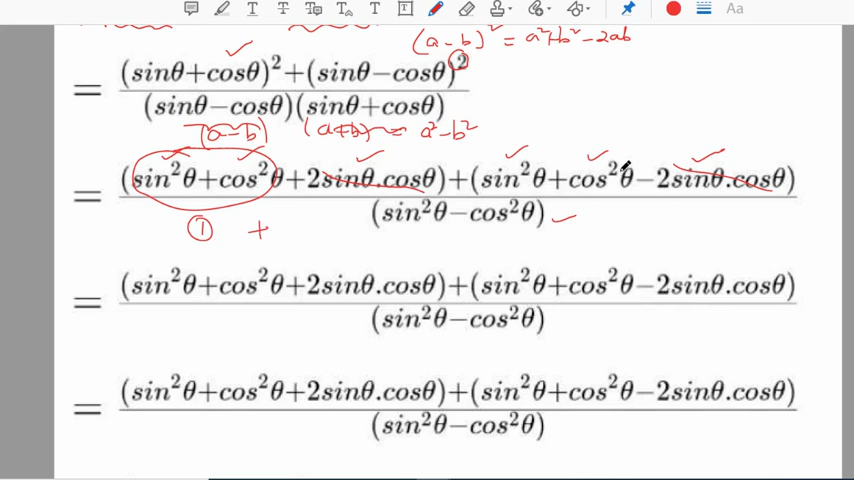 (a-b)² = a²+b²-2ab
= (sinθ+cosθ)²+(sinθ-cosθ)² / (sinθ-cosθ)(sinθ+cosθ)
(a-b) (a+b) = a²-b²
= (sin²θ+cos²θ+2sinθ.cosθ)+(sin²θ+cos²θ-2sinθ.cosθ) / (sin²θ-cos²θ)
① +
= (sin²θ+cos²θ+2sinθ.cosθ)+(sin²θ+cos²θ-2sinθ.cosθ) / (sin²θ-cos²θ)
= (sin²θ+cos²θ+2sinθ.cosθ)+(sin²θ+cos²θ-2sinθ.cosθ) / (sin²θ-cos²θ)